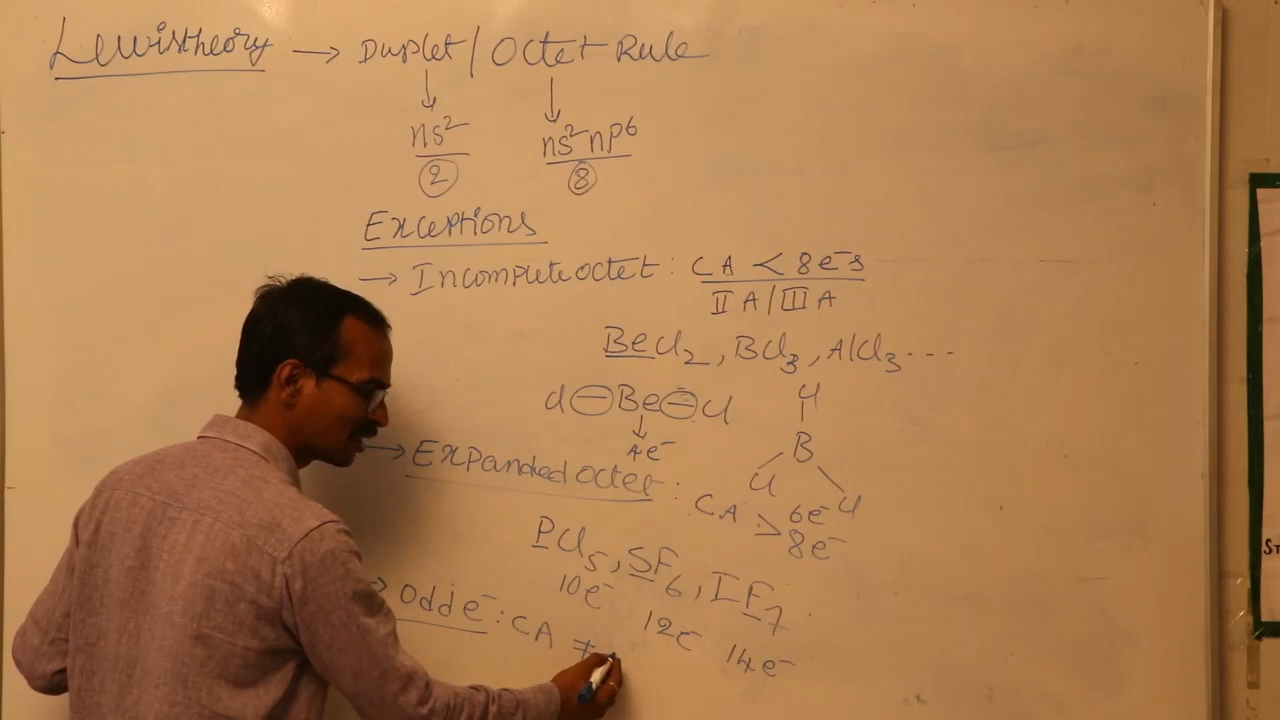 Lewis theory → Duplet / Octet Rule
↓ ↓
ns² ns²np⁶
2 8
Exceptions
→ Incomplete octet : CA < 8e⁻s
II A / III A
BeCl₂, BCl₃, AlCl₃ ---
Cl
Cl Be Cl
↓
4e⁻
B
Cl Cl
6e⁻
→ Expanded octet : CA > 8e⁻
PCl₅, SF₆, IF₇
10e⁻ 12e⁻ 14e⁻
→ odd e⁻ : CA ≠
ST